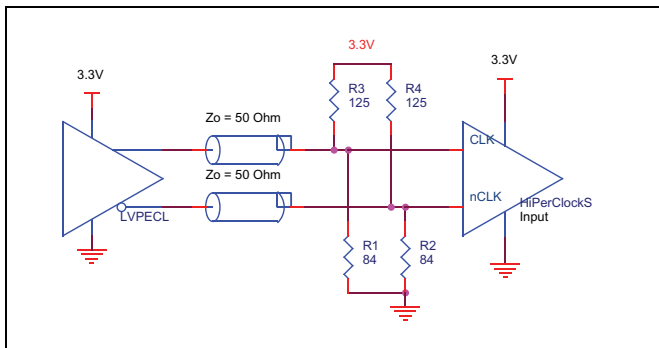 3.3V
3.3V
3.3V
R3
125
R4
125
Zo = 50 Ohm
CLK
Zo = 50 Ohm
nCLK
LVPECL
HiPerClockS
Input
R1
84
R2
84